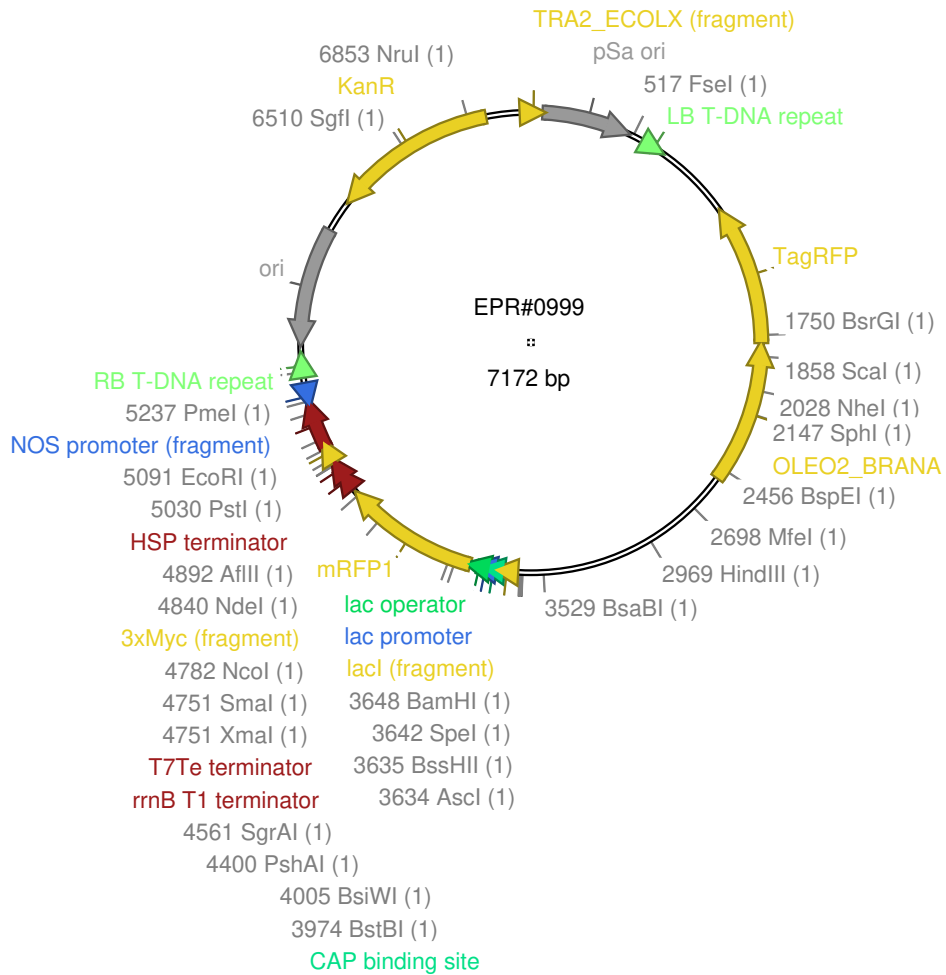 TRA2_ECOLX (fragment)
pSa ori
6853 NruI (1)
517 FseI (1)
KanR
6510 SgfI (1)
LB T-DNA repeat
TagRFP
ori
EPR#0999
1750 BsrGI (1)
1858 ScaI (1)
7172 bp
RB T-DNA repeat
2028 NheI (1)
5237 PmeI (1)
2147 SphI (1)
NOS promoter (fragment)
OLEO2_BRANA
5091 EcoRI (1)
2456 BspEI (1)
5030 PstI (1)
2698 MfeI (1)
HSP terminator
mRFP1
2969 HindIII (1)
4892 AflII (1)
lac operator
3529 BsaBI (1)
4840 NdeI (1)
lac promoter
3xMyc (fragment)
lacI (fragment)
4782 NcoI (1)
3648 BamHI (1)
4751 SmaI (1)
3642 SpeI (1)
4751 XmaI (1)
3635 BssHII (1)
T7Te terminator
3634 AscI (1)
rrnB T1 terminator
4561 SgrAI (1)
4400 PshAI (1)
4005 BsiWI (1)
3974 BstBI (1)
CAP binding site